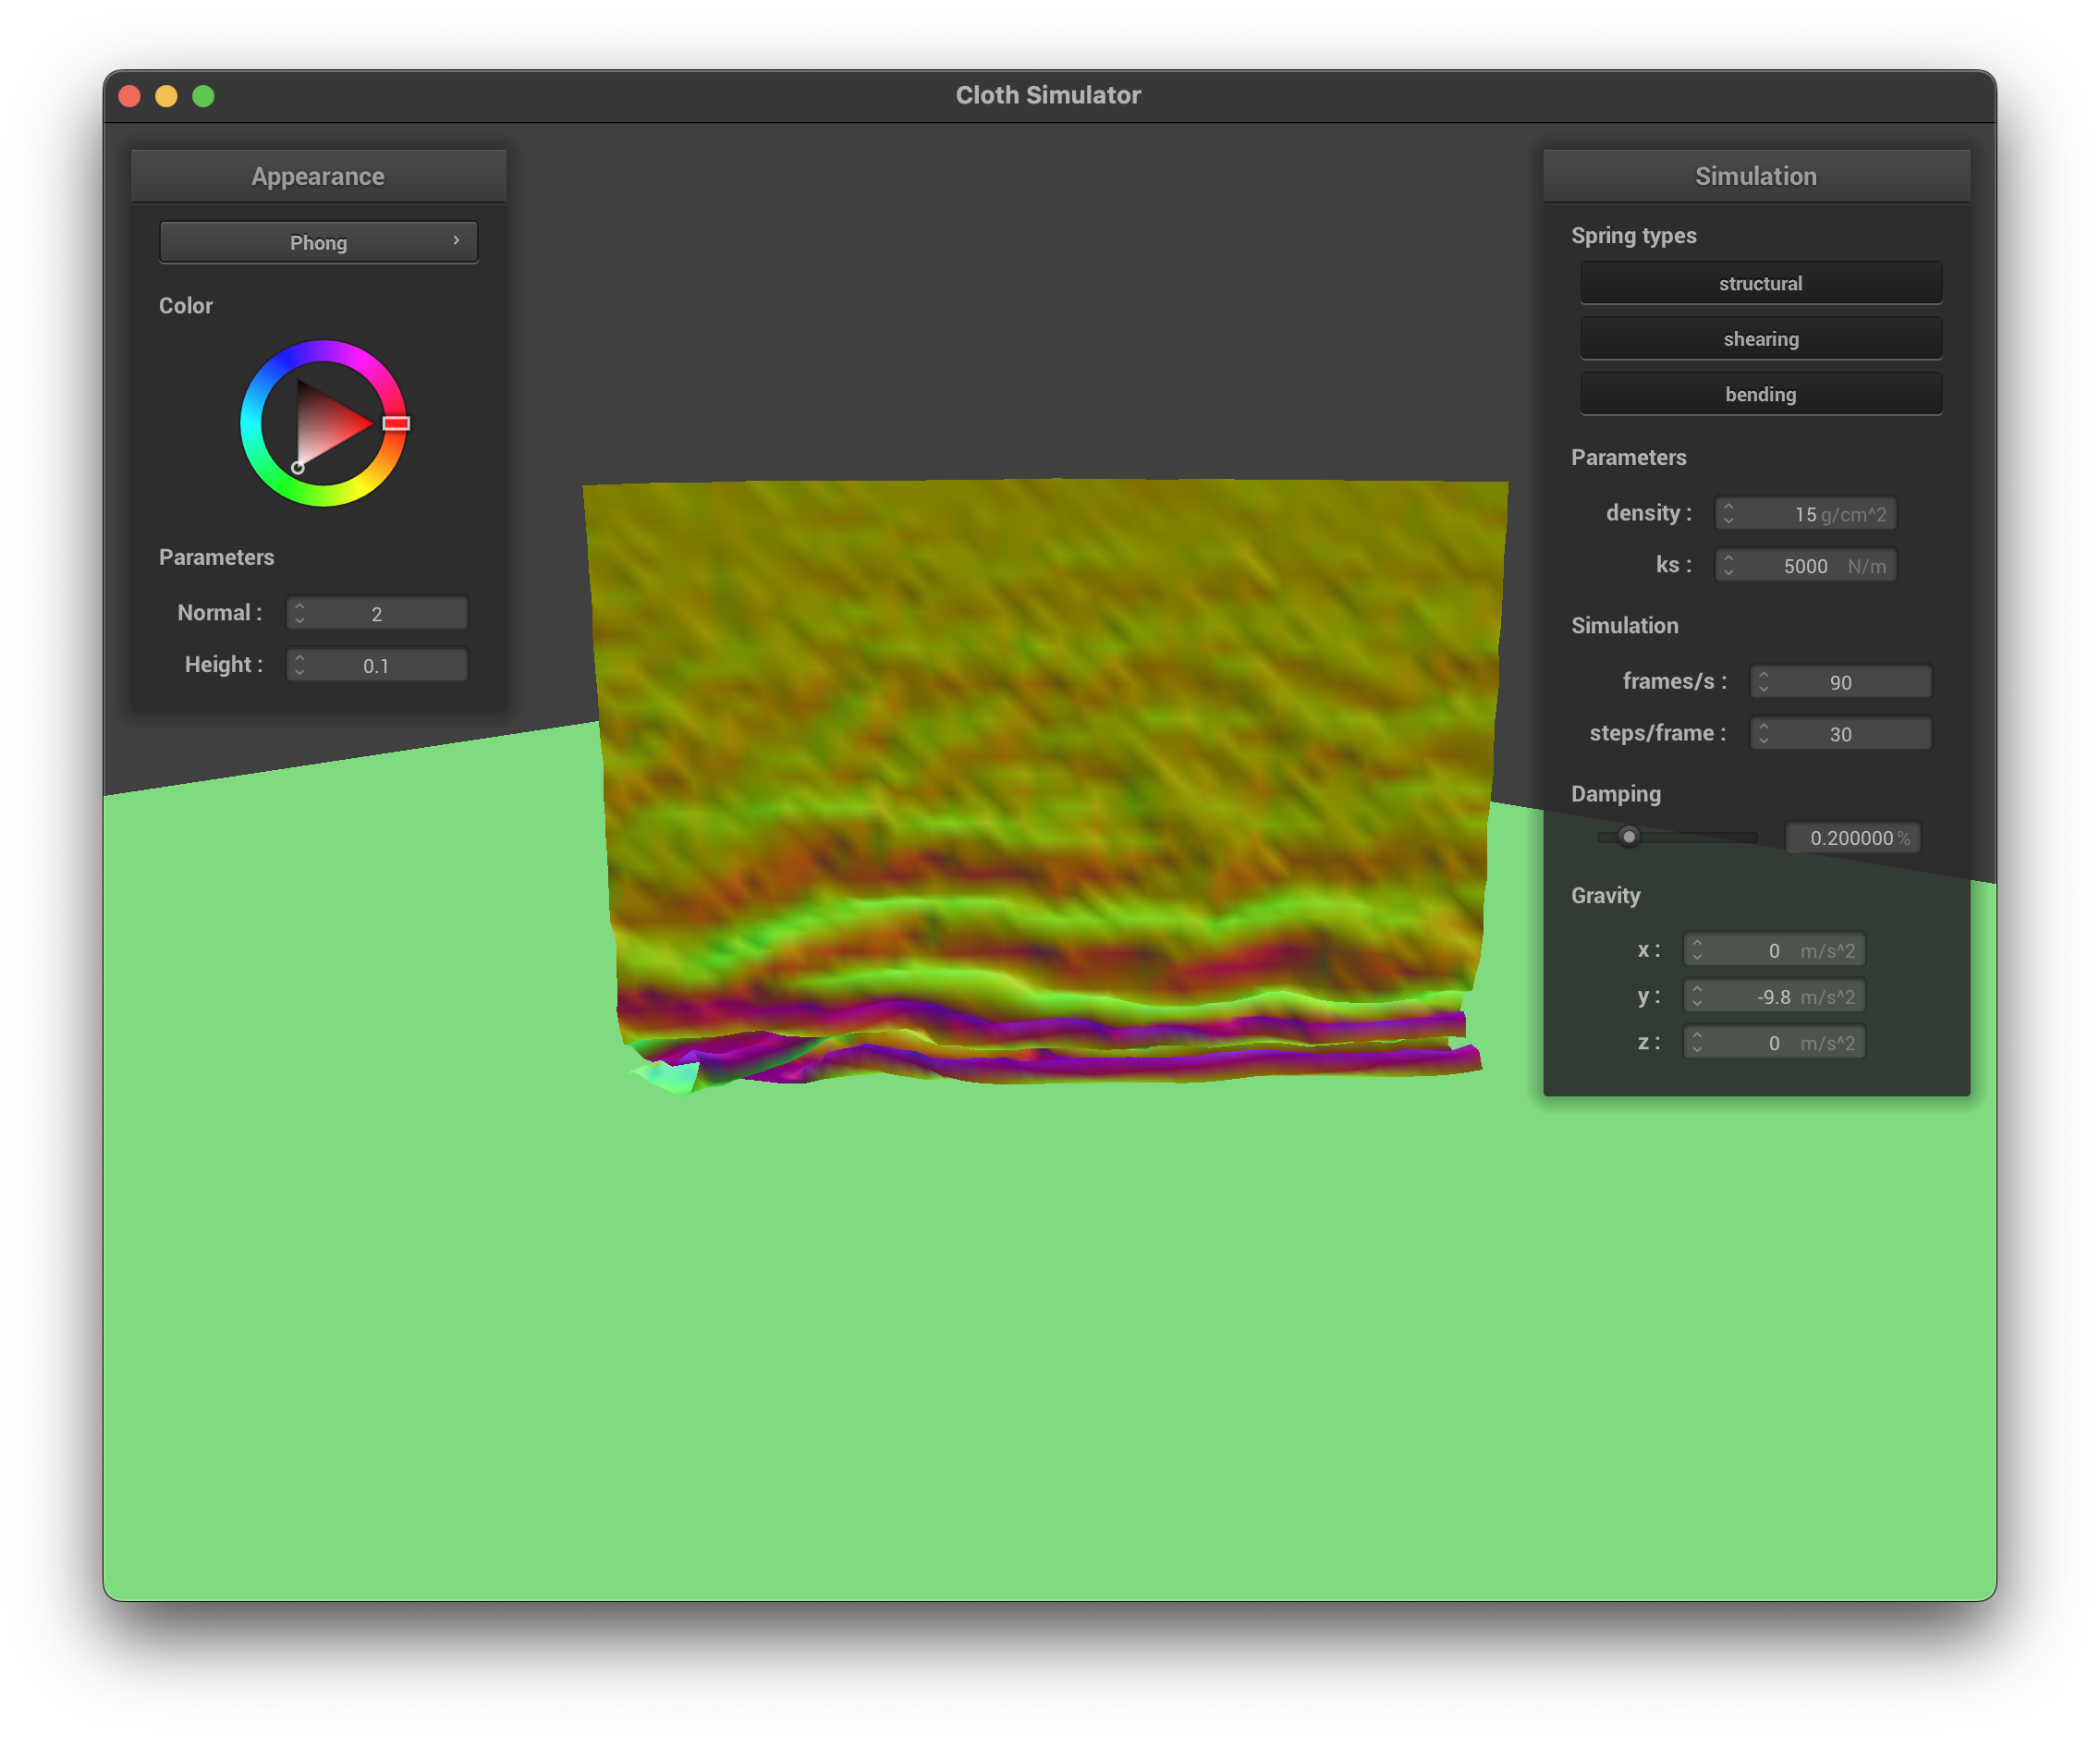 Cloth Simulator
Appearance
Phong
Color
Parameters
Normal : 2
Height : 0.1
Simulation
Spring types
structural
shearing
bending
Parameters
density : 15 g/cm^2
ks : 5000 N/m
Simulation
frames/s : 90
steps/frame : 30
Damping
0.200000 %
Gravity
x : 0 m/s^2
y : -9.8 m/s^2
z : 0 m/s^2